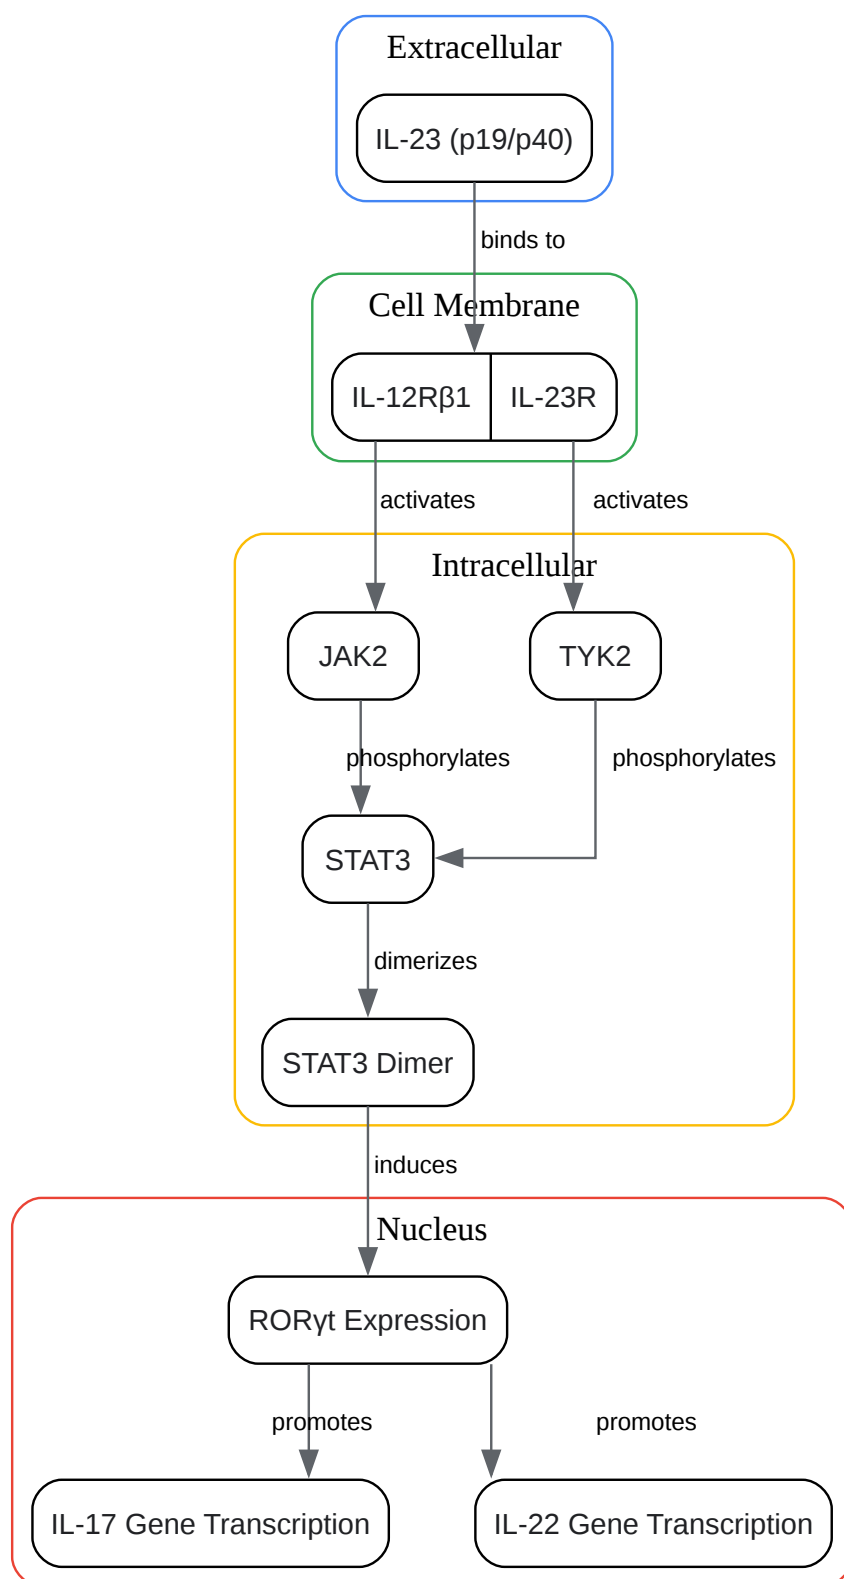 Extracellular
IL-23 (p19/p40)
binds to
Cell Membrane
IL-12Rβ1
IL-23R
activates
activates
Intracellular
JAK2
TYK2
phosphorylates
phosphorylates
STAT3
dimerizes
STAT3 Dimer
induces
Nucleus
RORγt Expression
promotes
promotes
IL-17 Gene Transcription
IL-22 Gene Transcription